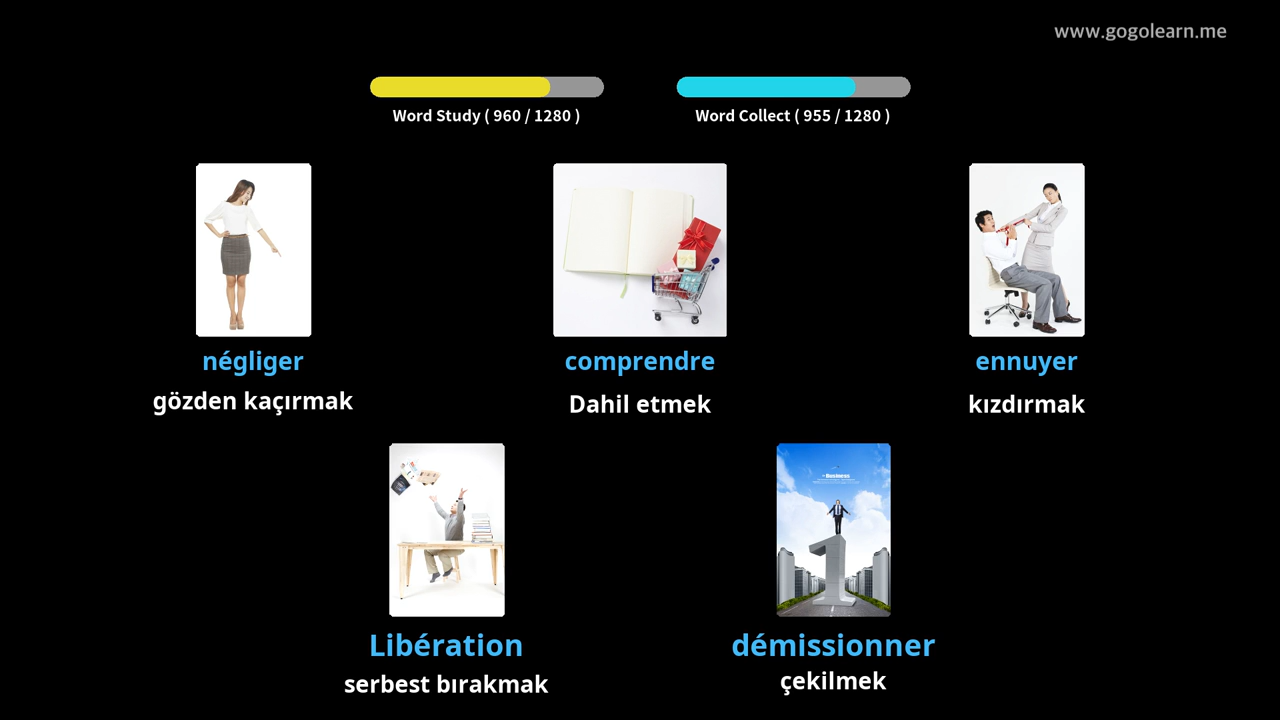 www.gogolearn.me
Word Study ( 960 / 1280 )
Word Collect ( 955 / 1280 )
négliger
comprendre
ennuyer
gözden kaçırmak
Dahil etmek
kızdırmak
Business
Libération
démissionner
serbest bırakmak
çekilmek